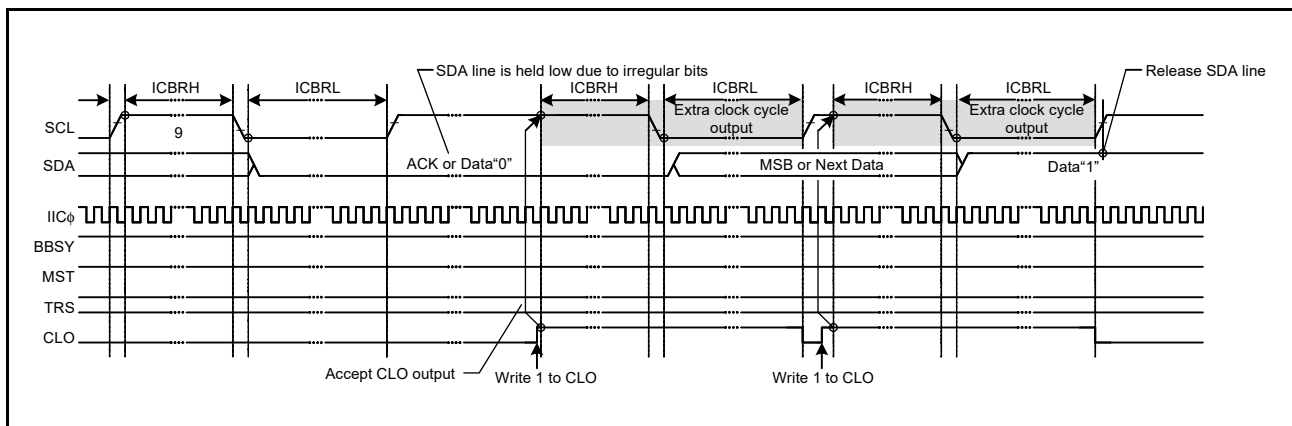 SDA line is held low due to irregular bits
Release SDA line
ICBRH
ICBRL
ICBRH
ICBRL
ICBRH
ICBRL
SCL
9
Extra clock cycle
output
Extra clock cycle
output
SDA
ACK or Data“0”
MSB or Next Data
Data“1”
IICϕ
BBSY
MST
TRS
CLO
Accept CLO output
Write 1 to CLO
Write 1 to CLO